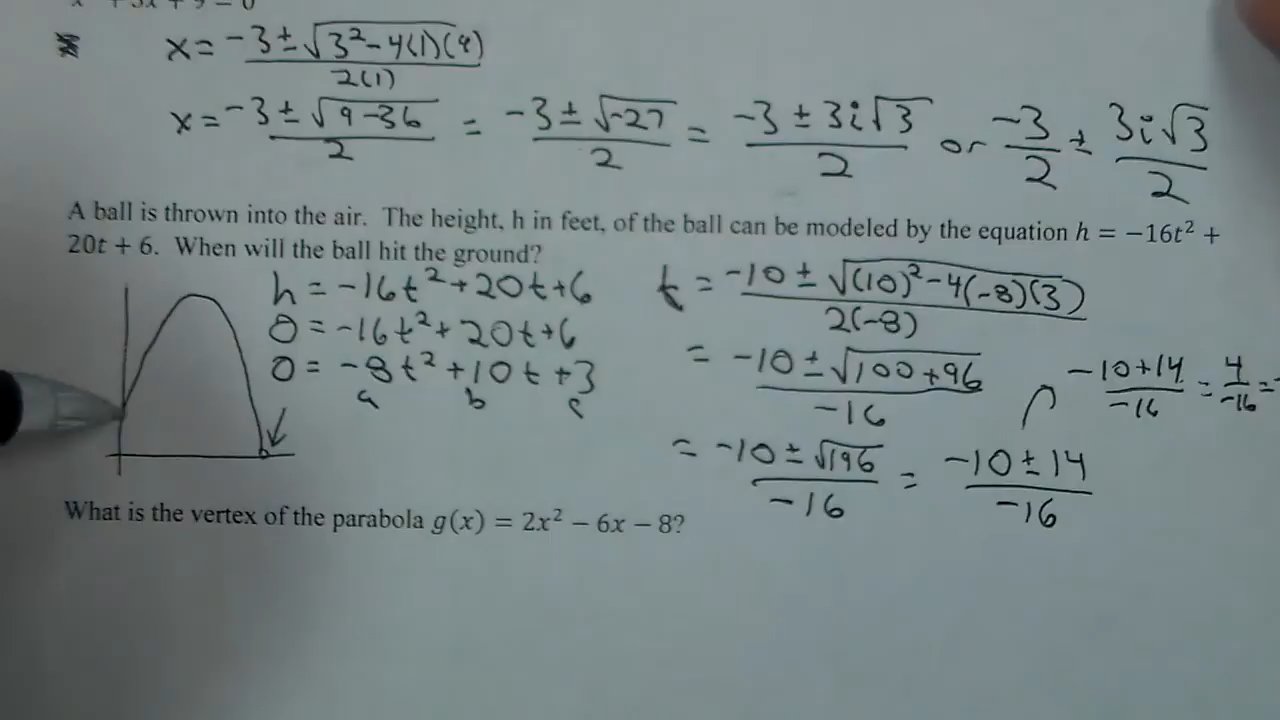 x = -3 ± √3² - 4(1)(9) / 2(1)
x = -3 ± √9 - 36 / 2 = -3 ± √-27 / 2 = -3 ± 3i√3 / 2 or -3/2 ± 3i√3 / 2
A ball is thrown into the air. The height, h in feet, of the ball can be modeled by the equation h = −16t² +
20t + 6. When will the ball hit the ground?
h = -16t² + 20t + 6
0 = -16t² + 20t + 6
0 = -8t² + 10t + 3
a b c
t = -10 ± √(10)² - 4(-8)(3) / 2(-8)
= -10 ± √100 + 96 / -16
-10 + 14 / -16 = 4 / -16 =
= -10 ± √196 / -16 = -10 ± 14 / -16
What is the vertex of the parabola g(x) = 2x² − 6x − 8?